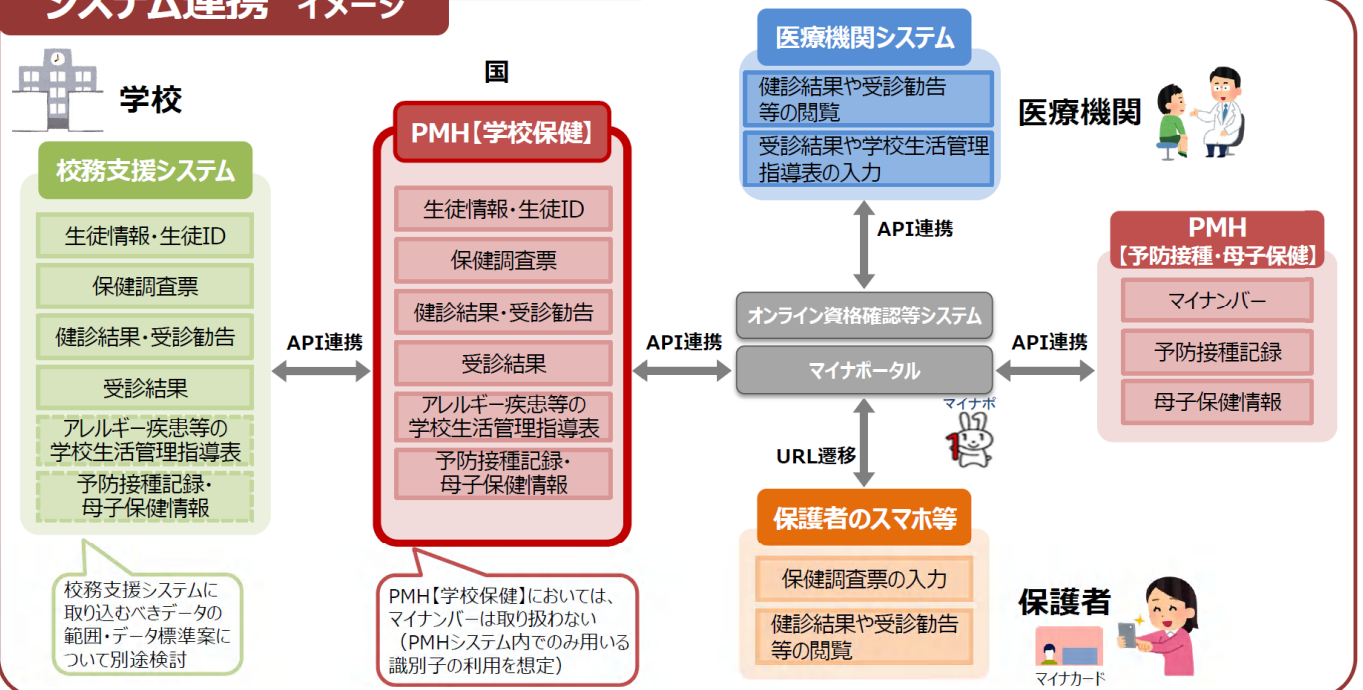 システム連携 イメージ
学校
校務支援システム
生徒情報・生徒ID
保健調査票
健診結果・受診勧告
受診結果
アレルギー疾患等の
学校生活管理指導表
予防接種記録・
母子保健情報
校務支援システムに
取り込むべきデータの
範囲・データ標準案に
ついて別途検討
API連携
国
PMH【学校保健】
生徒情報・生徒ID
保健調査票
健診結果・受診勧告
受診結果
アレルギー疾患等の
学校生活管理指導表
予防接種記録・
母子保健情報
PMH【学校保健】においては、
マイナンバーは取り扱わない
（PMHシステム内でのみ用いる
識別子の利用を想定）
API連携
医療機関システム
健診結果や受診勧告
等の閲覧
受診結果や学校生活管理
指導表の入力
医療機関
API連携
オンライン資格確認等システム
マイナポータル
マイナポ
1
URL遷移
API連携
PMH
【予防接種・母子保健】
マイナンバー
予防接種記録
母子保健情報
保護者のスマホ等
保健調査票の入力
健診結果や受診勧告
等の閲覧
保護者
マイナカード